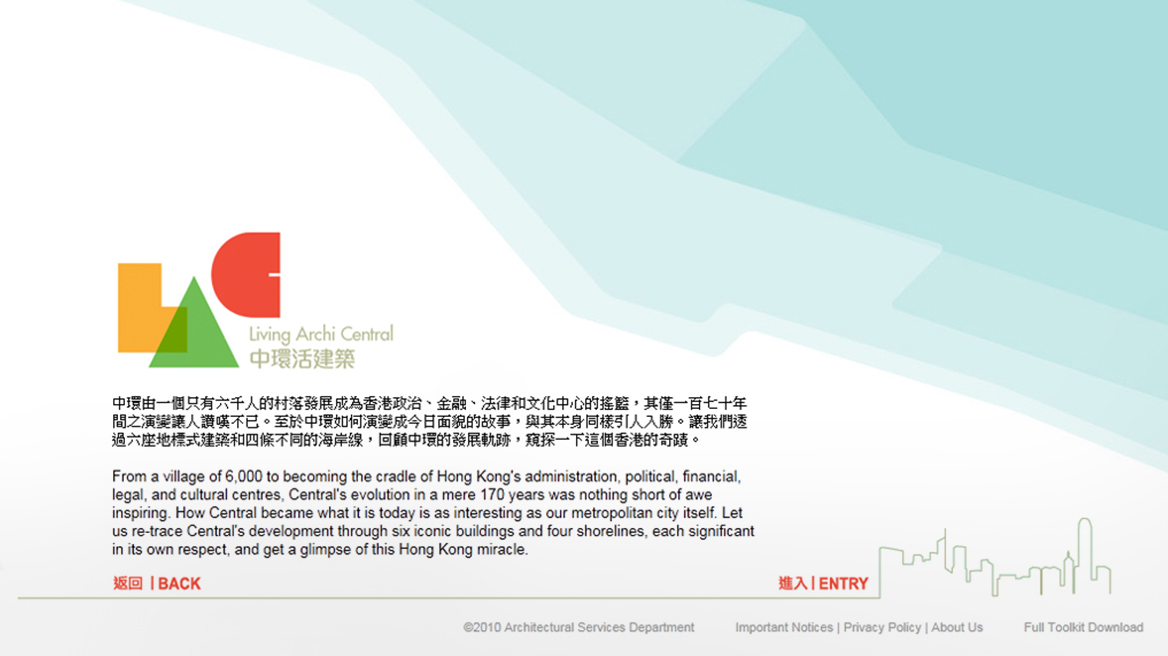 Living Archi Central
中環活建築
中環由一個只有六千人的村落發展成為香港政治、金融、法律和文化中心的搖籃，其僅一百七十年
間之演變讓人讚嘆不已。至於中環如何演變成今日面貌的故事，與其本身同樣引人入勝。讓我們透
過六座地標式建築和四條不同的海岸線，回顧中環的發展軌跡，窺探一下這個香港的奇蹟。
From a village of 6,000 to becoming the cradle of Hong Kong's administration, political, financial,
legal, and cultural centres, Central's evolution in a mere 170 years was nothing short of awe
inspiring. How Central became what it is today is as interesting as our metropolitan city itself. Let
us re-trace Central's development through six iconic buildings and four shorelines, each significant
in its own respect, and get a glimpse of this Hong Kong miracle.
返回 | BACK
進入 | ENTRY
©2010 Architectural Services Department
Important Notices | Privacy Policy | About Us
Full Toolkit Download